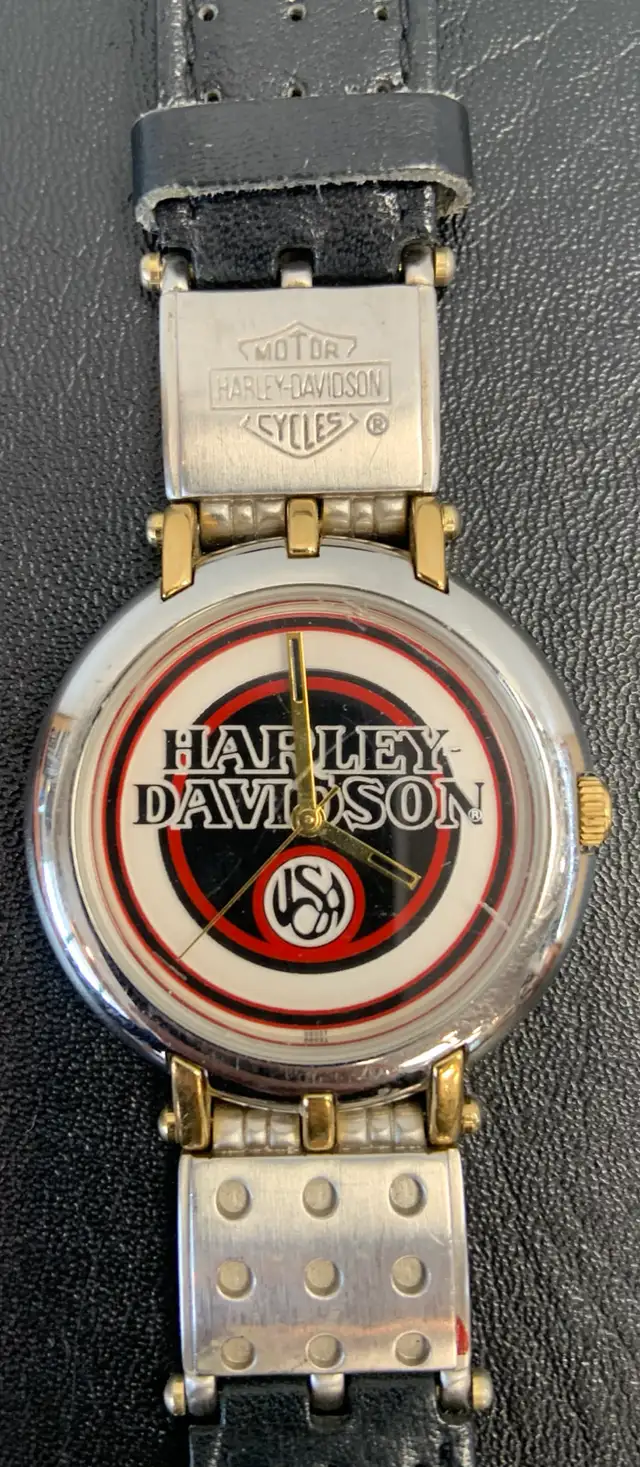 MOTOR
HARLEY-DAVIDSON
CYCLES®
HARLEY-
DAVIDSON®
USA